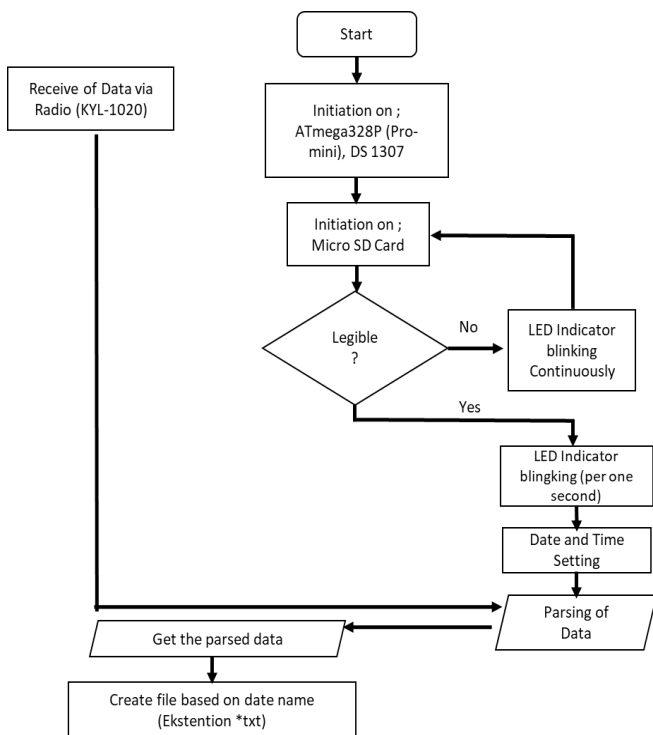 Start
Receive of Data via
Radio (KYL-1020)
Initiation on ;
ATmega328P (Pro-
mini), DS 1307
Initiation on ;
Micro SD Card
Legible
?
No
LED Indicator
blinking
Continuously
Yes
LED Indicator
blingking (per one
second)
Date and Time
Setting
Parsing of
Data
Get the parsed data
Create file based on date name
(Ekstention *txt)